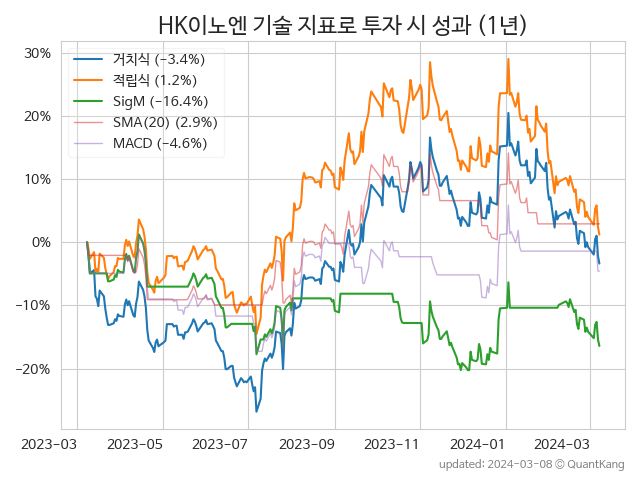 HK이노엔 기술 지표로 투자 시 성과 (1년)
거치식 (−3.4%)
적립식 (1.2%)
SigM (−16.4%)
SMA(20) (2.9%)
MACD (−4.6%)
30%
20%
10%
0%
−10%
−20%
2023−03
2023−05
2023−07
2023−09
2023−11
2024−01
2024−03
updated: 2024−03−08 © QuantKang